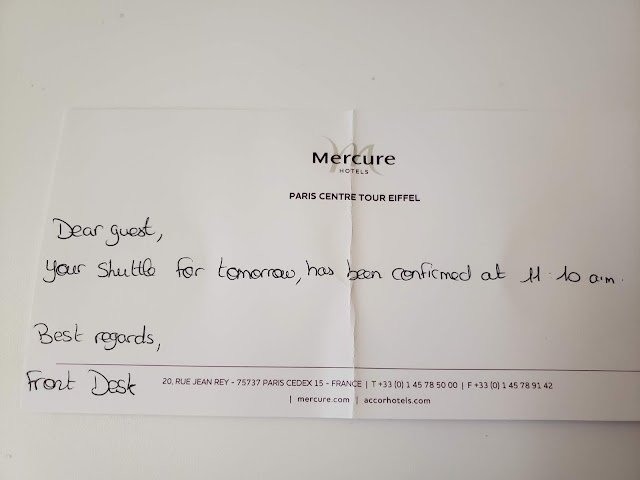 Mercure
HOTELS
PARIS CENTRE TOUR EIFFEL
Dear guest,
Your Shuttle for tomorrow, has been confirmed at 11.10 a.m.
Best regards,
Front Desk
20, RUE JEAN REY - 75737 PARIS CEDEX 15 - FRANCE | T +33 (0) 1 45 78 50 00 | F +33 (0) 1 45 78 91 42
| mercure.com | accorhotels.com